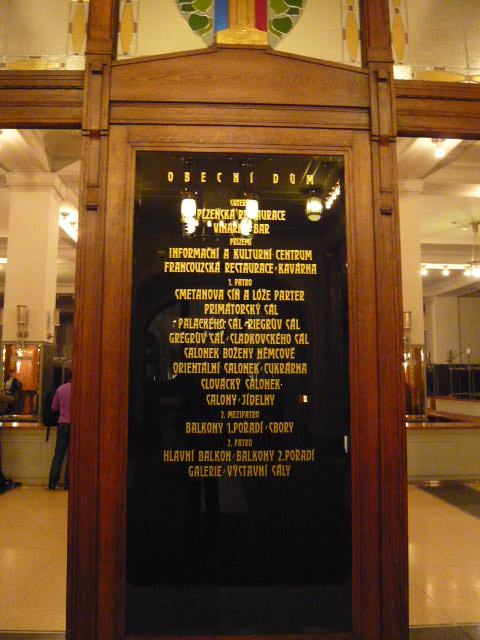 OBECNÍ DŮM
SUTERÉN
PLZEŇSKÁ RESTAURACE
VINÁRNA BAR
PŘÍZEMÍ
INFORMAČNÍ A KULTURNÍ CENTRUM
FRANCOUZSKÁ RESTAURACE KAVÁRNA
1. PATRO
SMETANOVA SÍŇ A LÓŽE PARTER
PRIMÁTORSKÝ SÁL
PALACKÉHO SÁL RIEGRŮV SÁL
GRÉGRŮV SÁL SLADKOVSKÉHO SÁL
SALONEK BOŽENY NĚMCOVÉ
ORIENTÁLNÍ SALONEK CUKRÁRNA
SLOVÁCKÝ SALONEK
SALONY JÍDELNY
2. MEZIPATRO
BALKONY 1.POŘADÍ SBORY
2. PATRO
HLAVNÍ BALKON BALKONY 2.POŘADÍ
GALERIE VÝSTAVNÍ SÁLY